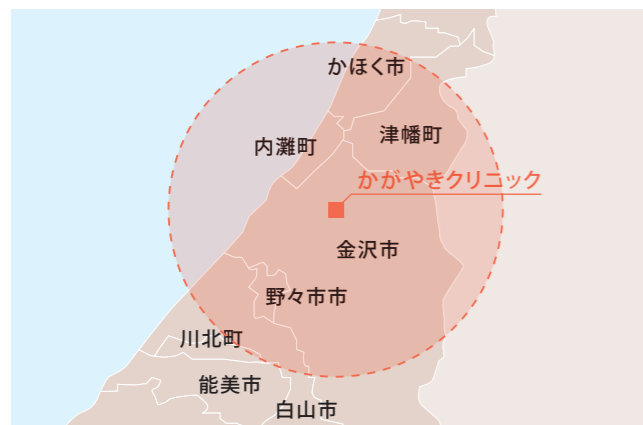 かほく市
津幡町
内灘町
かがやきクリニック
金沢市
野々市市
川北町
能美市
白山市